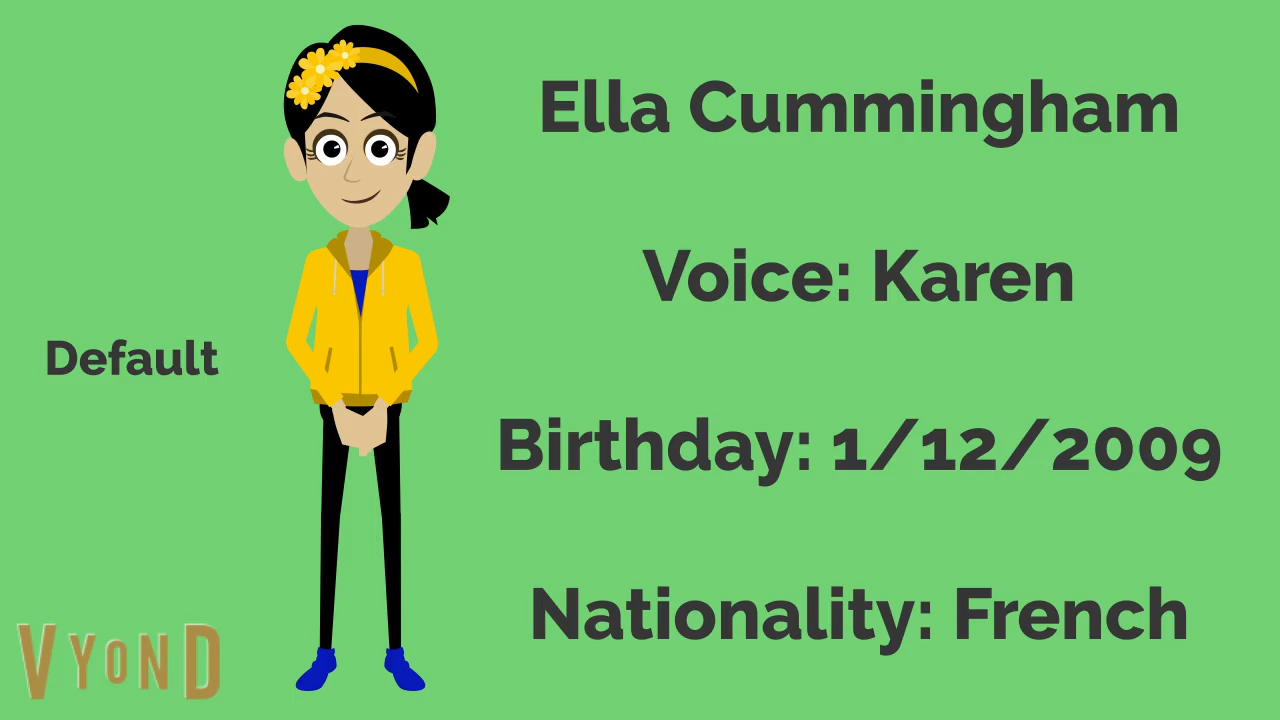 Ella Cummingham
Voice: Karen
Default
Birthday: 1/12/2009
Nationality: French
VYOND